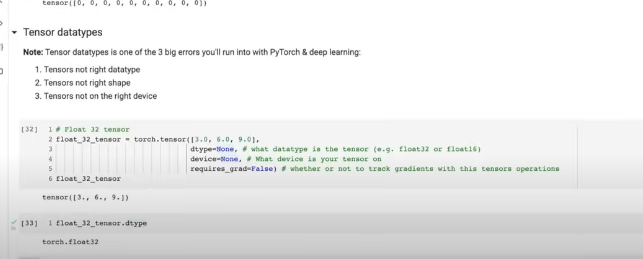 tensor([0, 0, 0, 0, 0, 0, 0, 0, 0, 0])
Tensor datatypes
Note: Tensor datatypes is one of the 3 big errors you'll run into with PyTorch & deep learning:
1. Tensors not right datatype
2. Tensors not right shape
3. Tensors not on the right device
[32] 1 # Float 32 tensor
2 float_32_tensor = torch.tensor([3.0, 6.0, 9.0],
3 dtype=None, # what datatype is the tensor (e.g. float32 or float16)
4 device=None, # What device is your tensor on
5 requires_grad=False) # whether or not to track gradients with this tensors operations
6 float_32_tensor
tensor([3., 6., 9.])
[33] 1 float_32_tensor.dtype
torch.float32